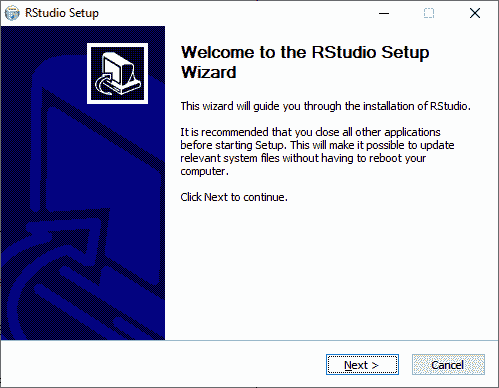 RStudio Setup
Welcome to the RStudio Setup
Wizard
This wizard will guide you through the installation of RStudio.
It is recommended that you close all other applications
before starting Setup. This will make it possible to update
relevant system files without having to reboot your
computer.
Click Next to continue.
Next >
Cancel